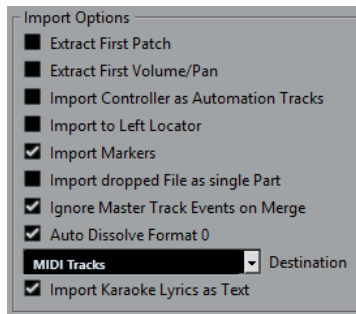 Import Options
Extract First Patch
Extract First Volume/Pan
Import Controller as Automation Tracks
Import to Left Locator
Import Markers
Import dropped File as single Part
Ignore Master Track Events on Merge
Auto Dissolve Format 0
MIDI Tracks Destination
Import Karaoke Lyrics as Text